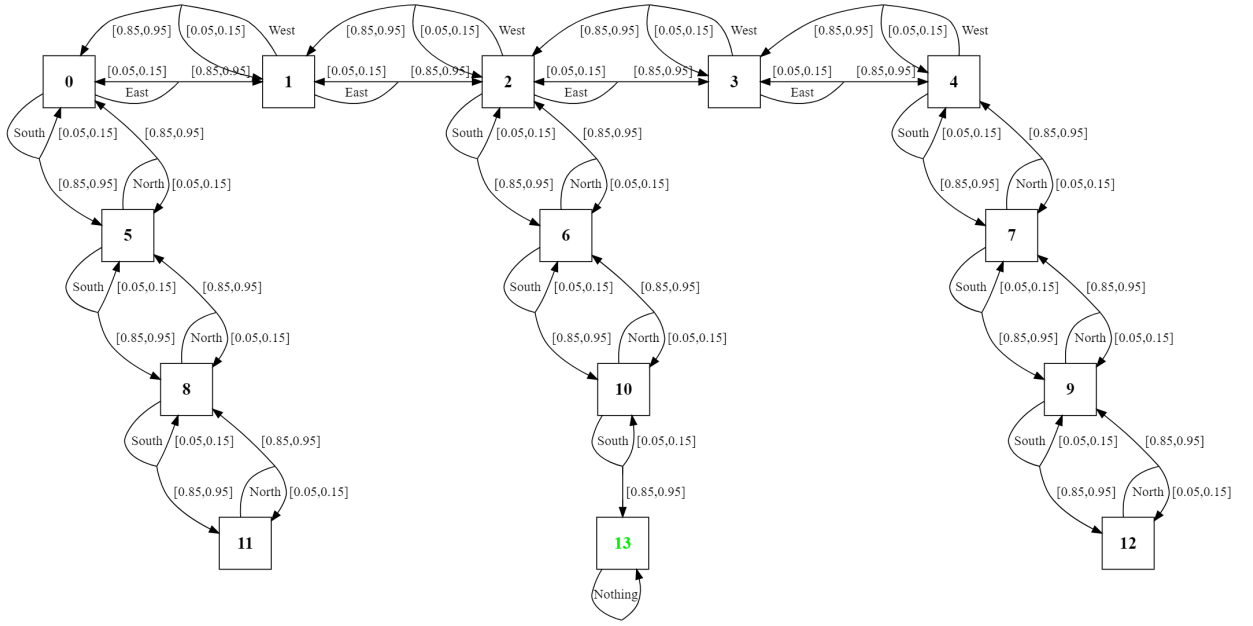 [0.85,0.95] [0.05,0.15] West [0.85,0.95] [0.05,0.15] West [0.85,0.95] [0.05,0.15] West [0.85,0.95] [0.05,0.15] West
0 [0.05,0.15] [0.85,0.95] 1 [0.05,0.15] [0.85,0.95] 2 [0.05,0.15] [0.85,0.95] 3 [0.05,0.15] [0.85,0.95] 4
East East East East
South [0.05,0.15] [0.85,0.95] South [0.05,0.15] [0.85,0.95] South [0.05,0.15] [0.85,0.95]
[0.85,0.95] North [0.05,0.15] [0.85,0.95] North [0.05,0.15] [0.85,0.95] North [0.05,0.15]
5 6 7
South [0.05,0.15] [0.85,0.95] South [0.05,0.15] [0.85,0.95] South [0.05,0.15] [0.85,0.95]
[0.85,0.95] North [0.05,0.15] [0.85,0.95] North [0.05,0.15] [0.85,0.95] North [0.05,0.15]
8 10 9
South [0.05,0.15] [0.85,0.95] South [0.05,0.15] South [0.05,0.15] [0.85,0.95]
[0.85,0.95] North [0.05,0.15] [0.85,0.95] [0.85,0.95] North [0.05,0.15]
11 13 12
Nothing